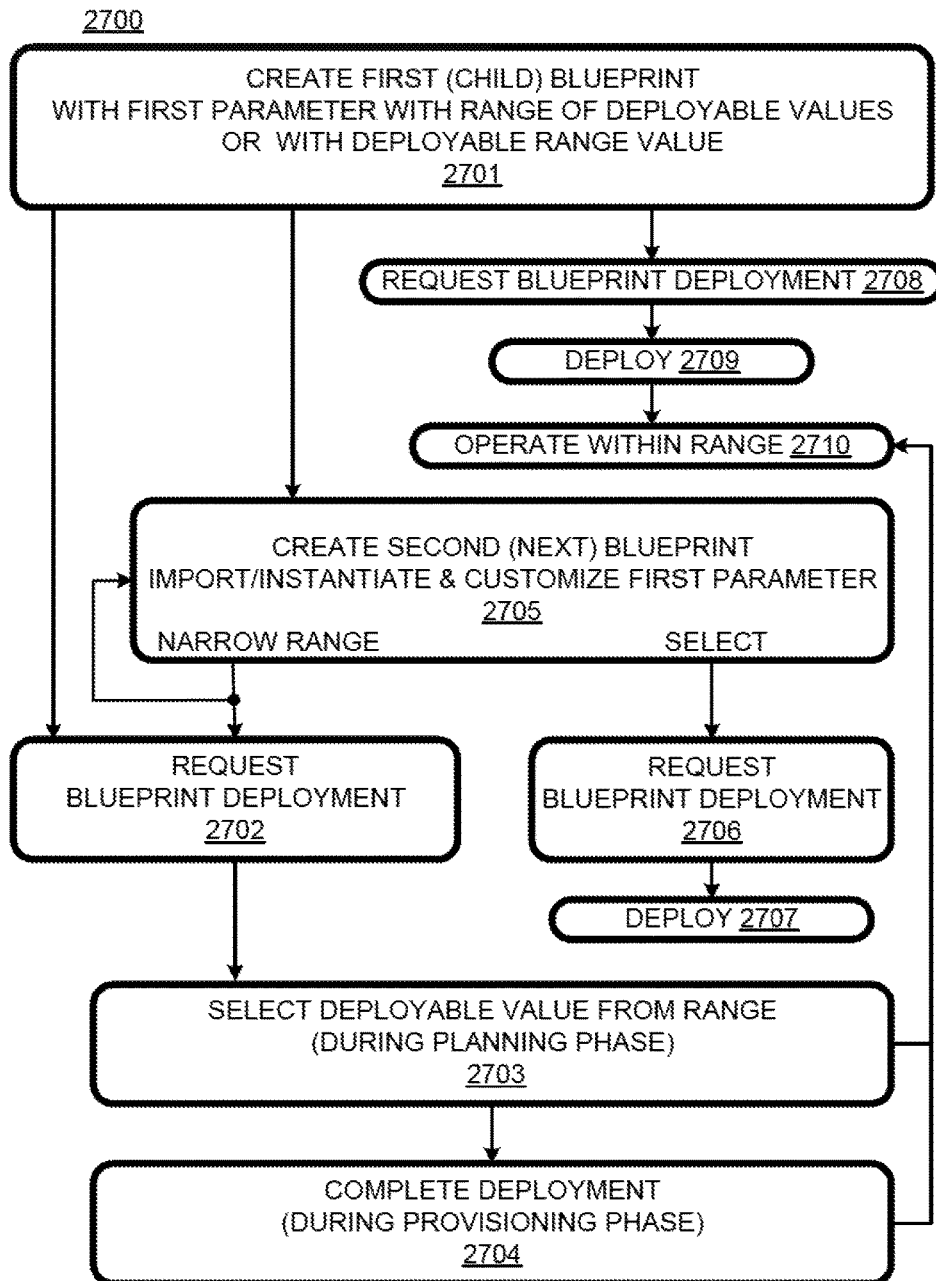 2700
CREATE FIRST (CHILD) BLUEPRINT
WITH FIRST PARAMETER WITH RANGE OF DEPLOYABLE VALUES
OR WITH DEPLOYABLE RANGE VALUE
2701
REQUEST BLUEPRINT DEPLOYMENT 2708
DEPLOY 2709
OPERATE WITHIN RANGE 2710
CREATE SECOND (NEXT) BLUEPRINT
IMPORT/INSTANTIATE & CUSTOMIZE FIRST PARAMETER
2705
NARROW RANGE
SELECT
REQUEST
BLUEPRINT DEPLOYMENT
2702
REQUEST
BLUEPRINT DEPLOYMENT
2706
DEPLOY 2707
SELECT DEPLOYABLE VALUE FROM RANGE
(DURING PLANNING PHASE)
2703
COMPLETE DEPLOYMENT
(DURING PROVISIONING PHASE)
2704